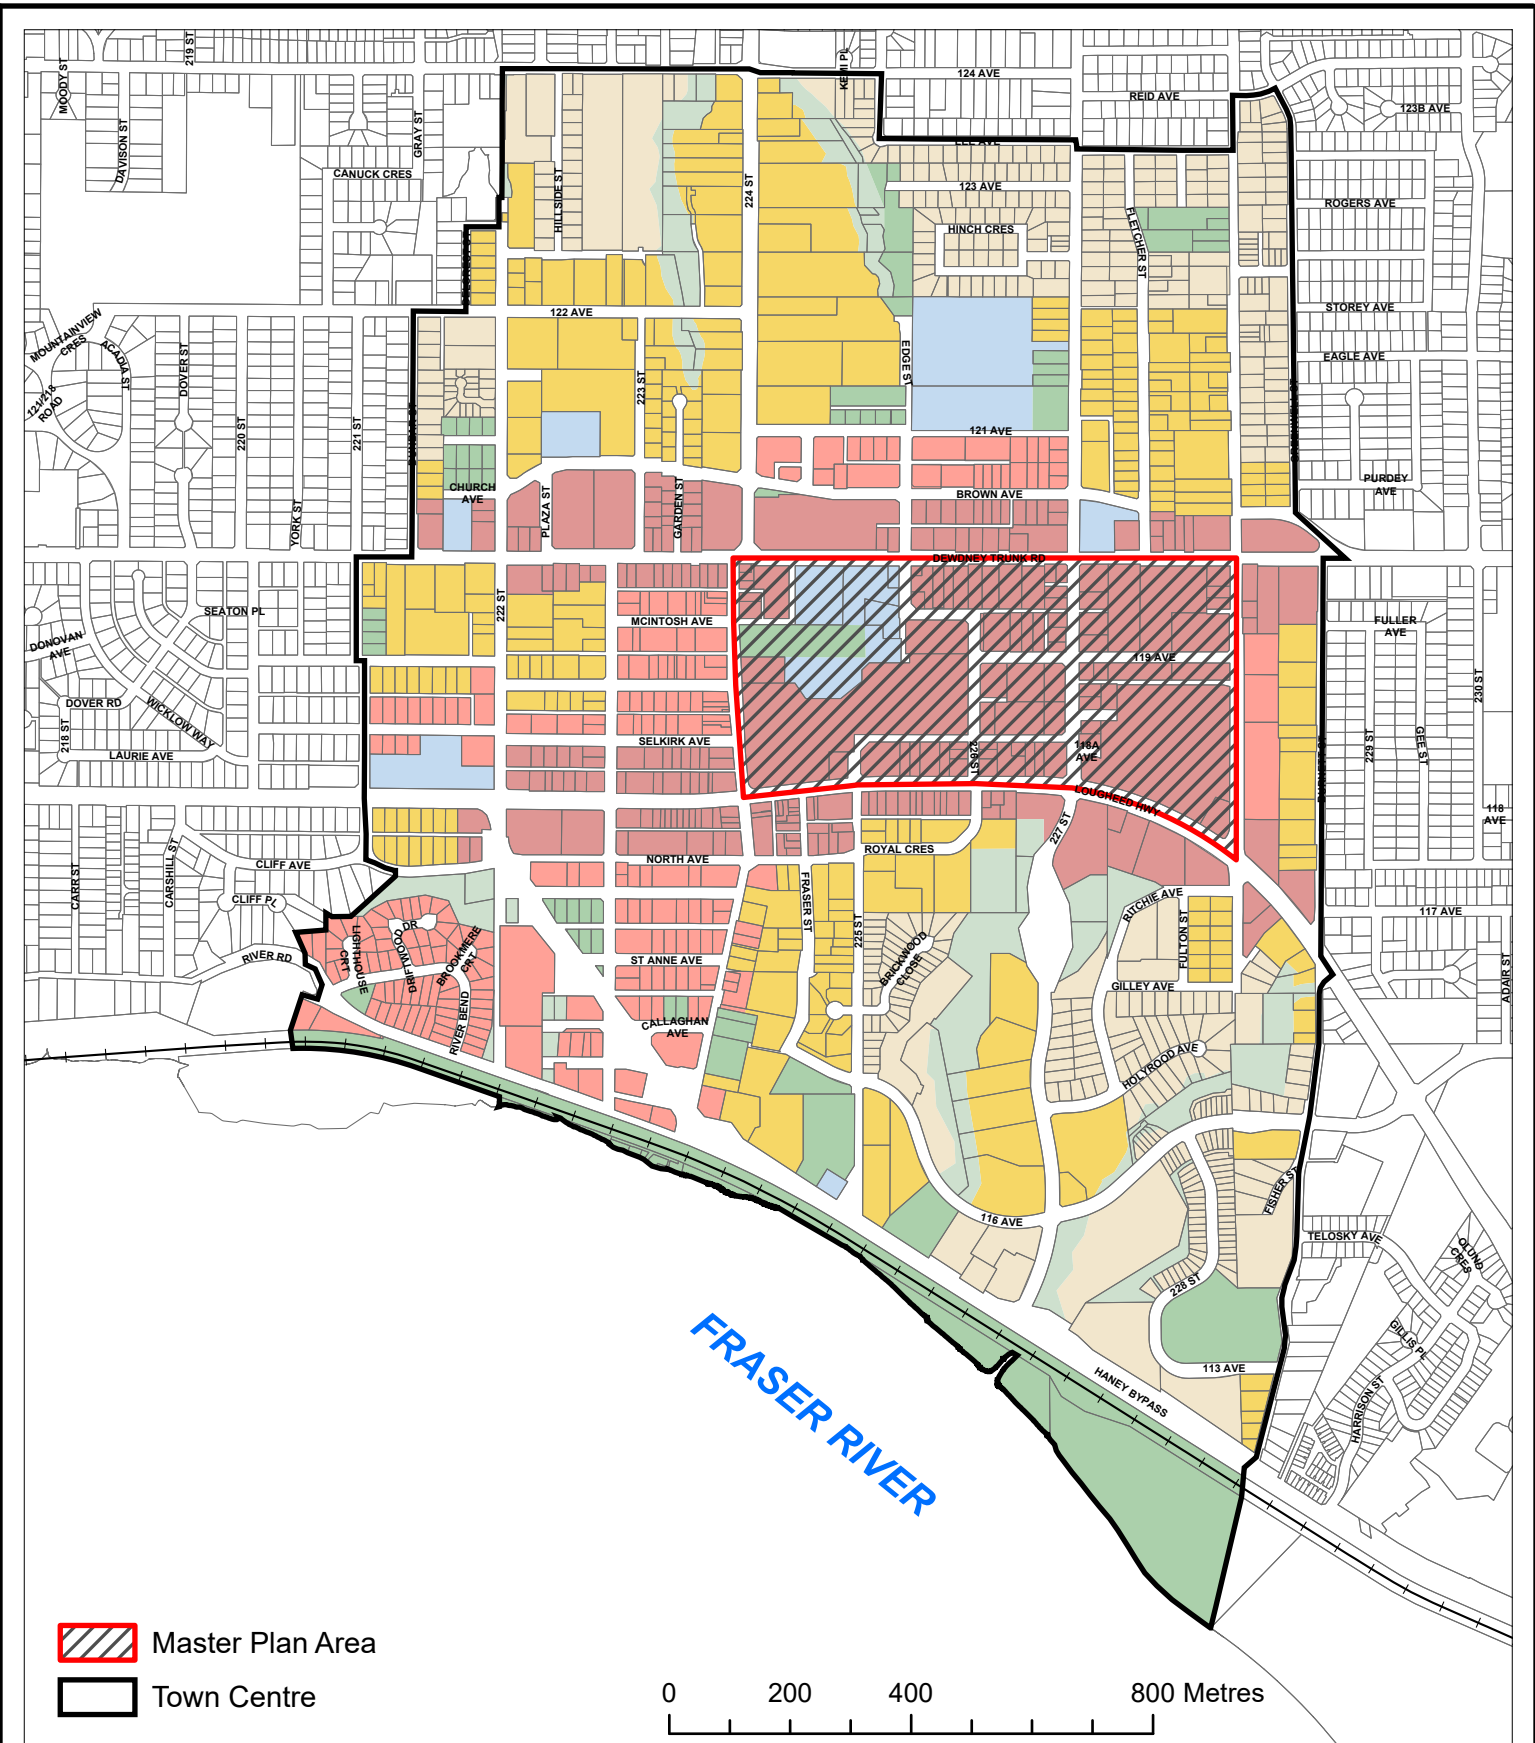 219 ST
MOODY ST
KEMI PL
124 AVE
REID AVE
123B AVE
DAVISON ST
GRAY ST
LEE AVE
CANUCK CRES
HILLSIDE ST
224 ST
123 AVE
ROGERS AVE
FLETCHER ST
HINCH CRES
STOREY AVE
122 AVE
MOUNTAINVIEW
CRES
ACADIA ST
DOVER ST
EDGE ST
EAGLE AVE
223 ST
121/218
ROAD
220 ST
221 ST
121 AVE
PURDEY
AVE
CHURCH
AVE
BROWN AVE
YORK ST
PLAZA ST
GARDEN ST
DEWDNEY TRUNK RD
222 ST
SEATON PL
MCINTOSH AVE
FULLER
AVE
DONOVAN
AVE
119 AVE
230 ST
DOVER RD
WICKLOW WAY
218 ST
LAURIE AVE
SELKIRK AVE
226 ST
118A
AVE
229 ST
GEE ST
BURNETT ST
LOUGHEED HWY
118
AVE
227 ST
CARR ST
CARSHILL ST
CLIFF AVE
NORTH AVE
ROYAL CRES
CLIFF PL
FRASER ST
225 ST
RITCHIE AVE
117 AVE
LIGHTHOUSE
CRT
DRIFTWOOD DR
BROOKMERE
CRT
BRICKWOOD
CLOSE
FULTON ST
RIVER RD
ST ANNE AVE
GILLEY AVE
ADAIR ST
RIVER BEND
CALLAGHAN
AVE
HOLYROOD AVE
116 AVE
FISHER ST
TELOSKY AVE
OLUND
CRES
228 ST
GILLIS PL
113 AVE
HANEY BYPASS
HARRISON ST
FRASER RIVER
Master Plan Area
Town Centre
0 200 400 800 Metres